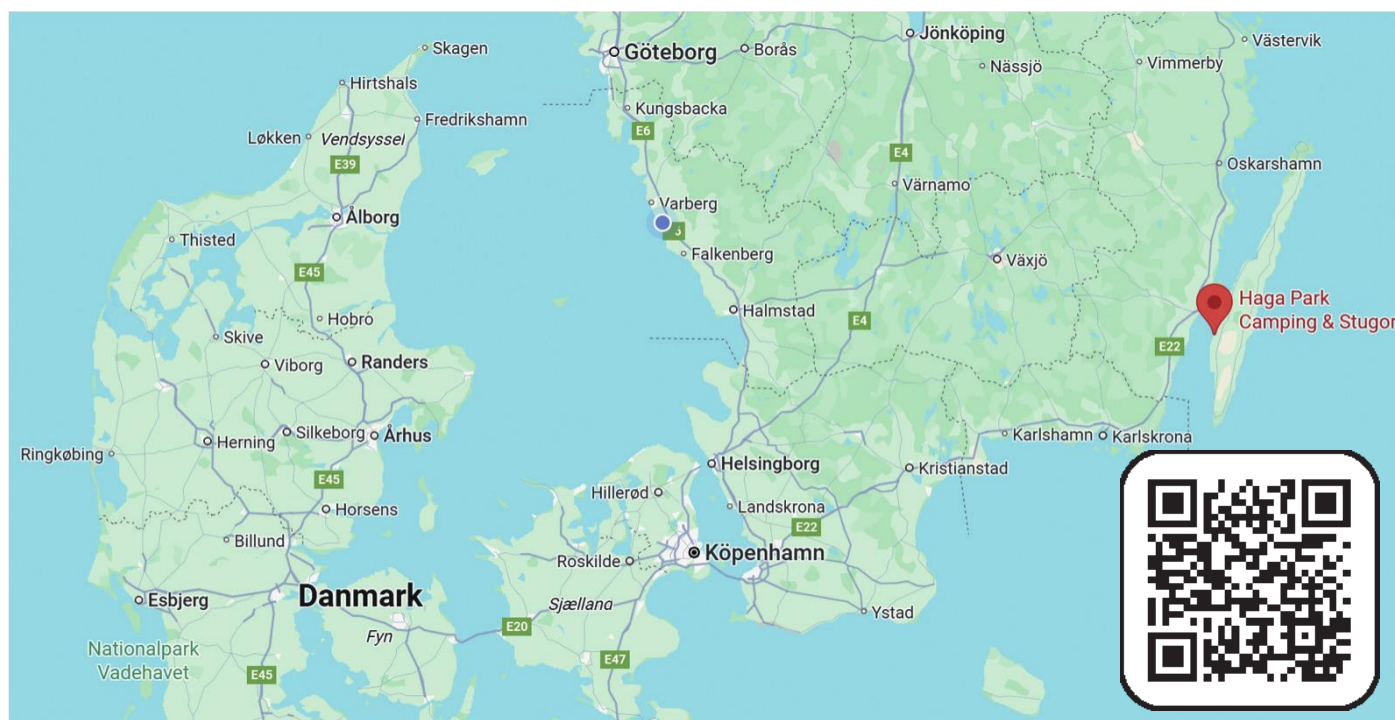 Skagen
Hirtshals
Fredrikshamn
Løkken
Vendsyssel
E39
Ålborg
Thisted
E45
Hobro
Skive
Viborg
Randers
Silkeborg
Århus
Herning
Ringkøbing
E45
Horsens
Billund
Esbjerg
Danmark
Fyn
Nationalpark
Vadehavet
E45
Göteborg
Borås
Jönköping
Nässjö
Vimmerby
Västervik
Kungsbacka
E6
E4
Oskarshamn
Värnamo
Varberg
Falkenberg
Växjö
Halmstad
E4
Haga Park
Camping & Stugor
E22
Karlshamn
Karlskrona
Helsingborg
Kristianstad
Hillerød
Landskrona
E22
Roskilde
Köpenhamn
Sjælland
Ystad
E20
E47